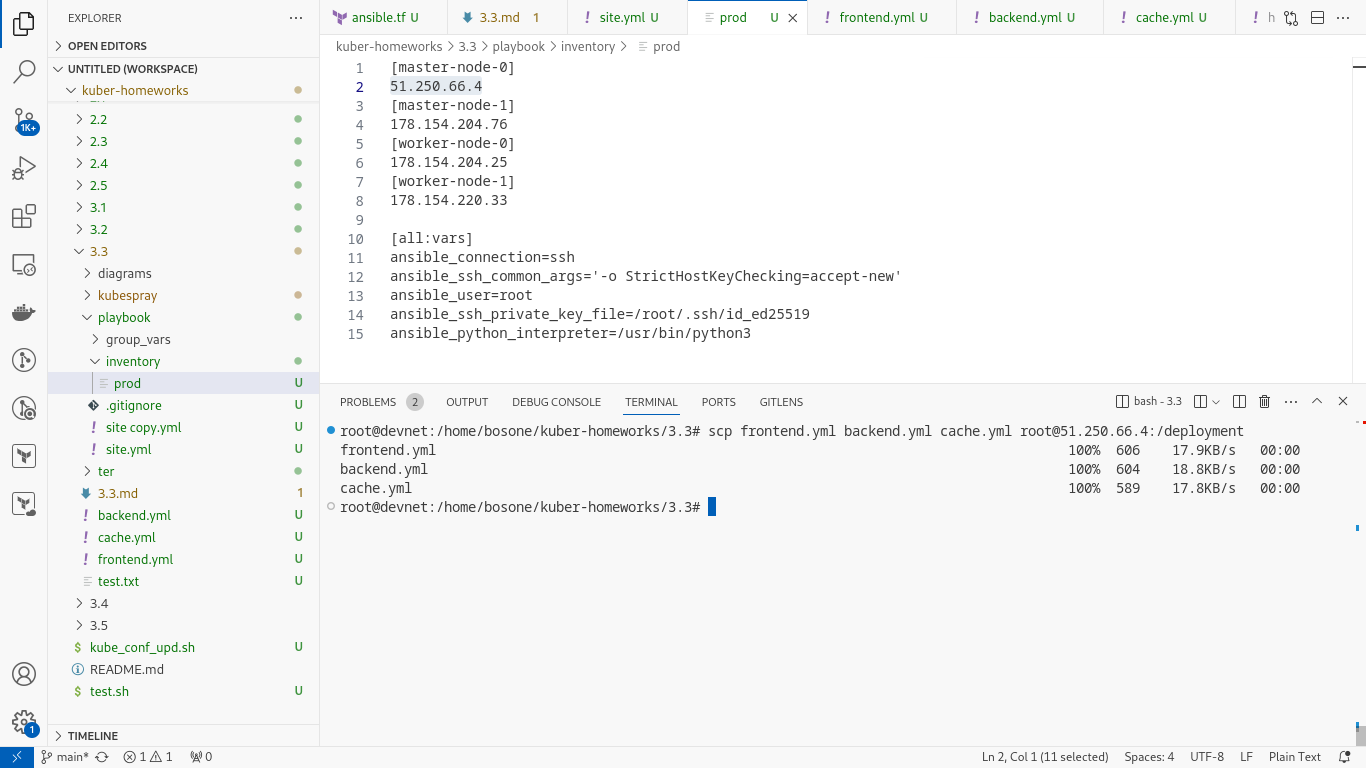 EXPLORER
OPEN EDITORS
UNTITLED (WORKSPACE)
kuber-homeworks
2.2
2.3
2.4
2.5
3.1
3.2
3.3
diagrams
kubespray
playbook
group_vars
inventory
prod U
.gitignore U
site copy.yml U
site.yml U
ter
3.3.md 1
backend.yml U
cache.yml U
frontend.yml U
test.txt U
3.4
3.5
kube_conf_upd.sh U
README.md
test.sh U
TIMELINE
1K+
1
ansible.tf U
3.3.md 1
site.yml U
prod U
frontend.yml U
backend.yml U
cache.yml U
h
kuber-homeworks > 3.3 > playbook > inventory > prod
1 [master-node-0]
2 51.250.66.4
3 [master-node-1]
4 178.154.204.76
5 [worker-node-0]
6 178.154.204.25
7 [worker-node-1]
8 178.154.220.33
9
10 [all:vars]
11 ansible_connection=ssh
12 ansible_ssh_common_args='-o StrictHostKeyChecking=accept-new'
13 ansible_user=root
14 ansible_ssh_private_key_file=/root/.ssh/id_ed25519
15 ansible_python_interpreter=/usr/bin/python3
PROBLEMS 2 OUTPUT DEBUG CONSOLE TERMINAL PORTS GITLENS bash - 3.3
root@devnet:/home/bosone/kuber-homeworks/3.3# scp frontend.yml backend.yml cache.yml root@51.250.66.4:/deployment
frontend.yml 100% 606 17.9KB/s 00:00
backend.yml 100% 604 18.8KB/s 00:00
cache.yml 100% 589 17.8KB/s 00:00
root@devnet:/home/bosone/kuber-homeworks/3.3#
main* 1 1 0 Ln 2, Col 1 (11 selected) Spaces: 4 UTF-8 LF Plain Text